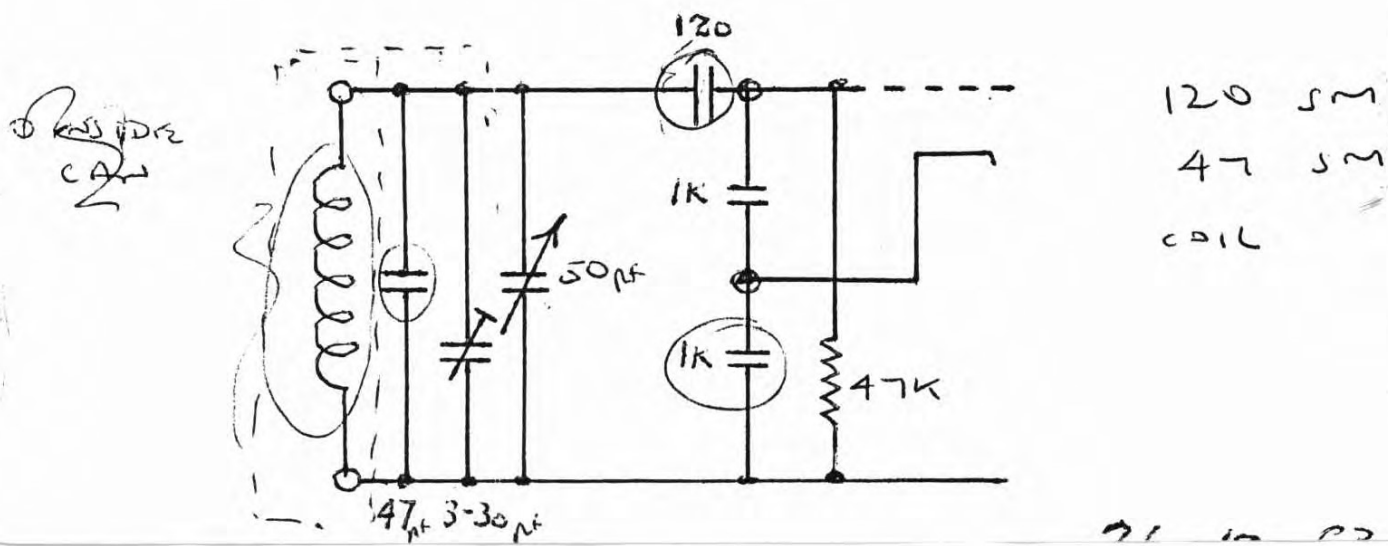 120
INSIDE
CAN
120 SM
47 SM
COIL
1K
50pf
1K
47K
47pf 3-30pf